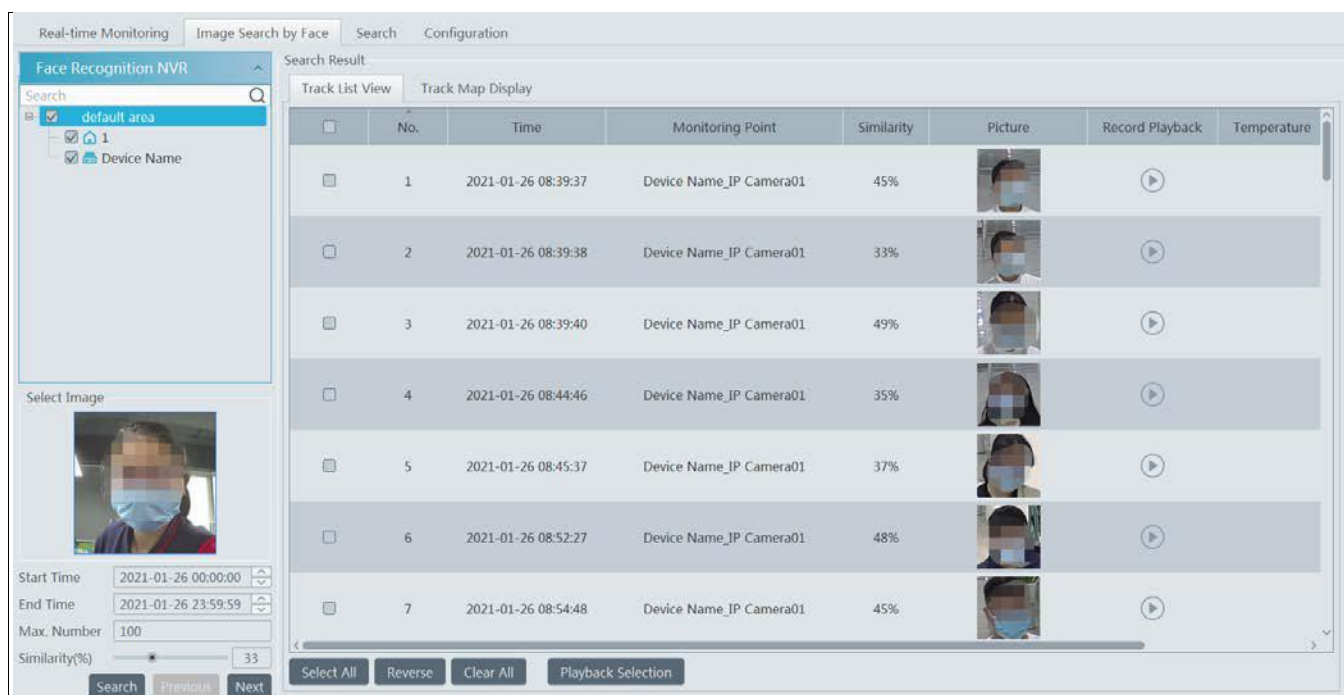 Real-time Monitoring Image Search by Face Search Configuration
Face Recognition NVR
Search
default area
1
Device Name
Select Image
Start Time 2021-01-26 00:00:00
End Time 2021-01-26 23:59:59
Max. Number 100
Similarity(%) 33
Search Previous Next
Search Result
Track List View Track Map Display
No. Time Monitoring Point Similarity Picture Record Playback Temperature
1 2021-01-26 08:39:37 Device Name_IP Camera01 45%
2 2021-01-26 08:39:38 Device Name_IP Camera01 33%
3 2021-01-26 08:39:40 Device Name_IP Camera01 49%
4 2021-01-26 08:44:46 Device Name_IP Camera01 35%
5 2021-01-26 08:45:37 Device Name_IP Camera01 37%
6 2021-01-26 08:52:27 Device Name_IP Camera01 48%
7 2021-01-26 08:54:48 Device Name_IP Camera01 45%
Select All Reverse Clear All Playback Selection